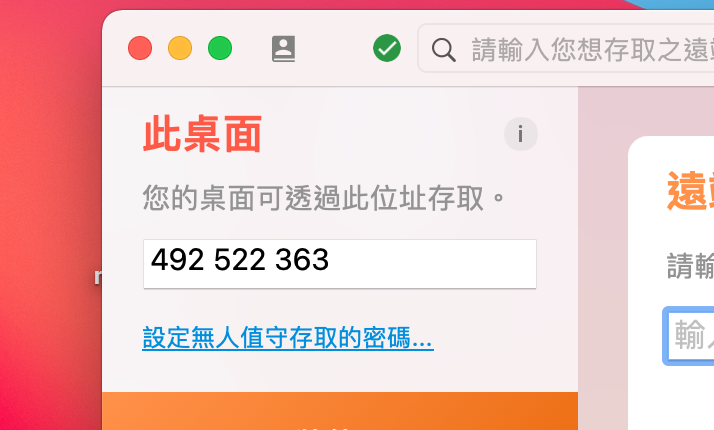 請輸入您想存取之遠
此桌面
i
您的桌面可透過此位址存取。
492 522 363
設定無人值守存取的密碼...
遠
請輸
輸入